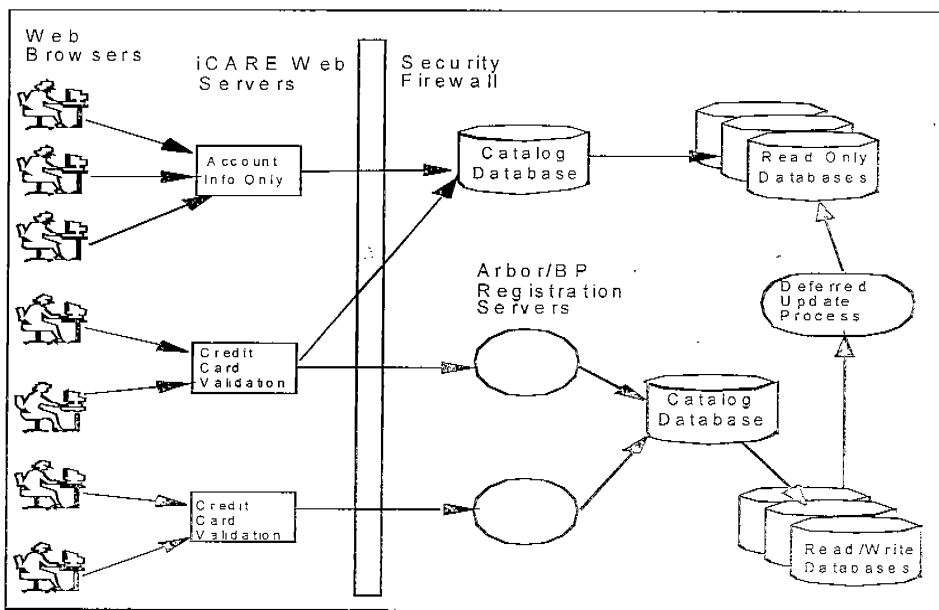 Web
Browsers
iCARE Web
Servers
Security
Firewall
Account
Info Only
Catalog
Database
Read Only
Databases
Arbor/BP
Registration
Servers
Deferred
Update
Process
Credit
Card
Validation
Catalog
Database
Credit
Card
Validation
Read/Write
Databases